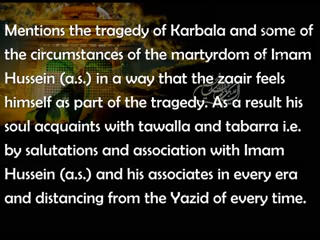 Mentions the tragedy of Karbala and some of
the circumstances of the martyrdom of Imam
Hussein (a.s.) in a way that the zaair feels
himself as part of the tragedy. As a result his
soul acquaints with tawalla and tabarra i.e.
by salutations and association with Imam
Hussein (a.s.) and his associates in every era
and distancing from the Yazid of every time.